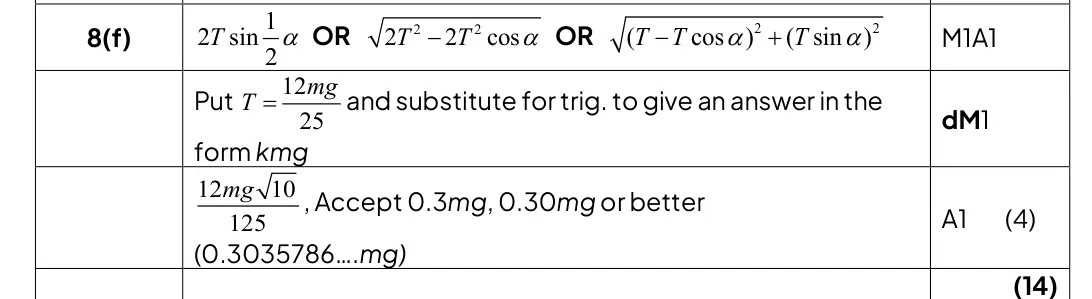 8(f) 2T sin 1/2 α OR √(2T² − 2T² cos α) OR √((T − T cos α)² + (T sin α)²) M1A1
Put T = 12mg/25 and substitute for trig. to give an answer in the
form kmg dM1
12mg√10/125 , Accept 0.3mg, 0.30mg or better
(0.3035786….mg) A1 (4)
(14)